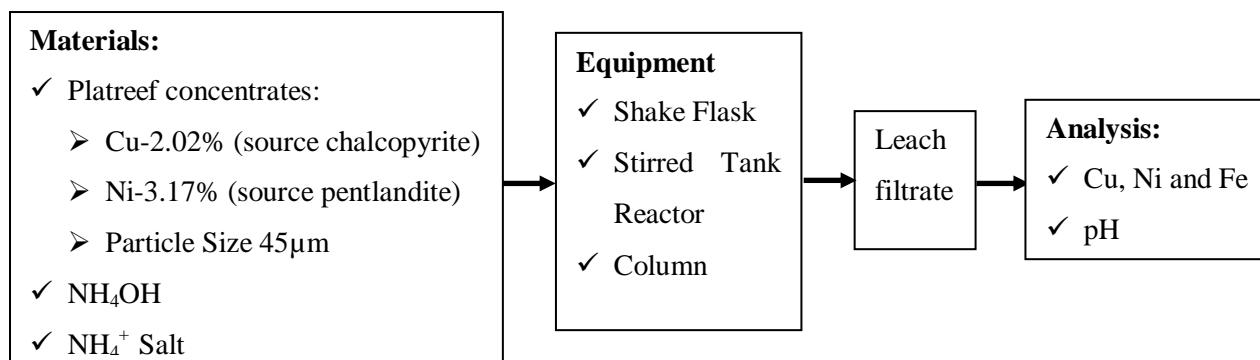 Materials:
✓ Platreef concentrates:
➢ Cu-2.02% (source chalcopyrite)
➢ Ni-3.17% (source pentlandite)
➢ Particle Size 45µm
✓ NH₄OH
✓ NH₄⁺ Salt
Equipment
✓ Shake Flask
✓ Stirred Tank
Reactor
✓ Column
Leach
filtrate
Analysis:
✓ Cu, Ni and Fe
✓ pH